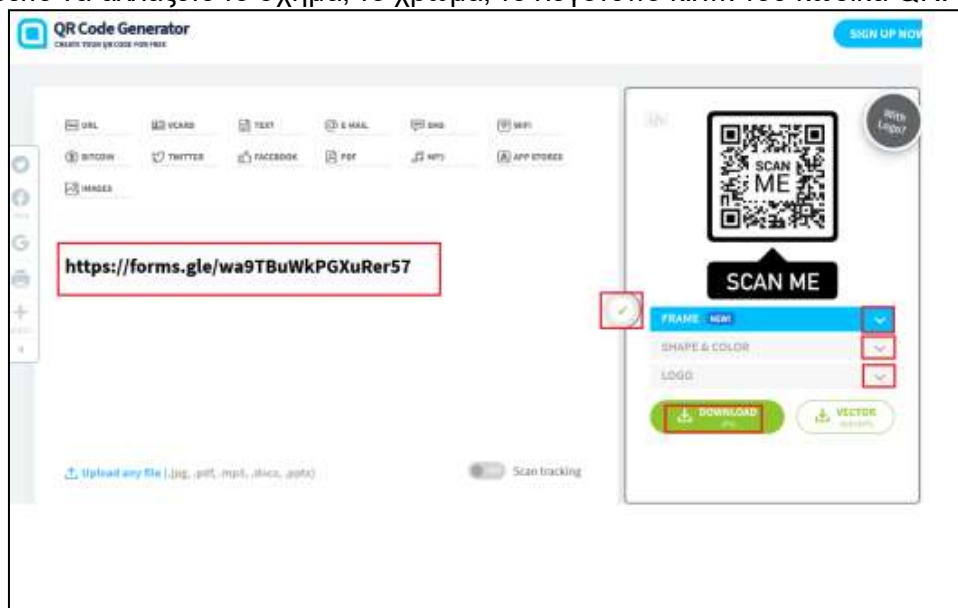 QR Code Generator
CREATE YOUR QR CODE FOR FREE
SIGN UP NOW
URL VCARD TEXT E-MAIL SMS WIFI
BITCOIN TWITTER FACEBOOK PDF MP3 APP STORES
IMAGES
With Logo?
SCAN ME
https://forms.gle/wa9TBuWkPGXuRer57
SCAN ME
FRAME NEW!
SHAPE & COLOR
LOGO
DOWNLOAD
JPG
VECTOR
Upload any file (.jpg, .pdf, .mp3, .docx, .pptx)
Scan tracking